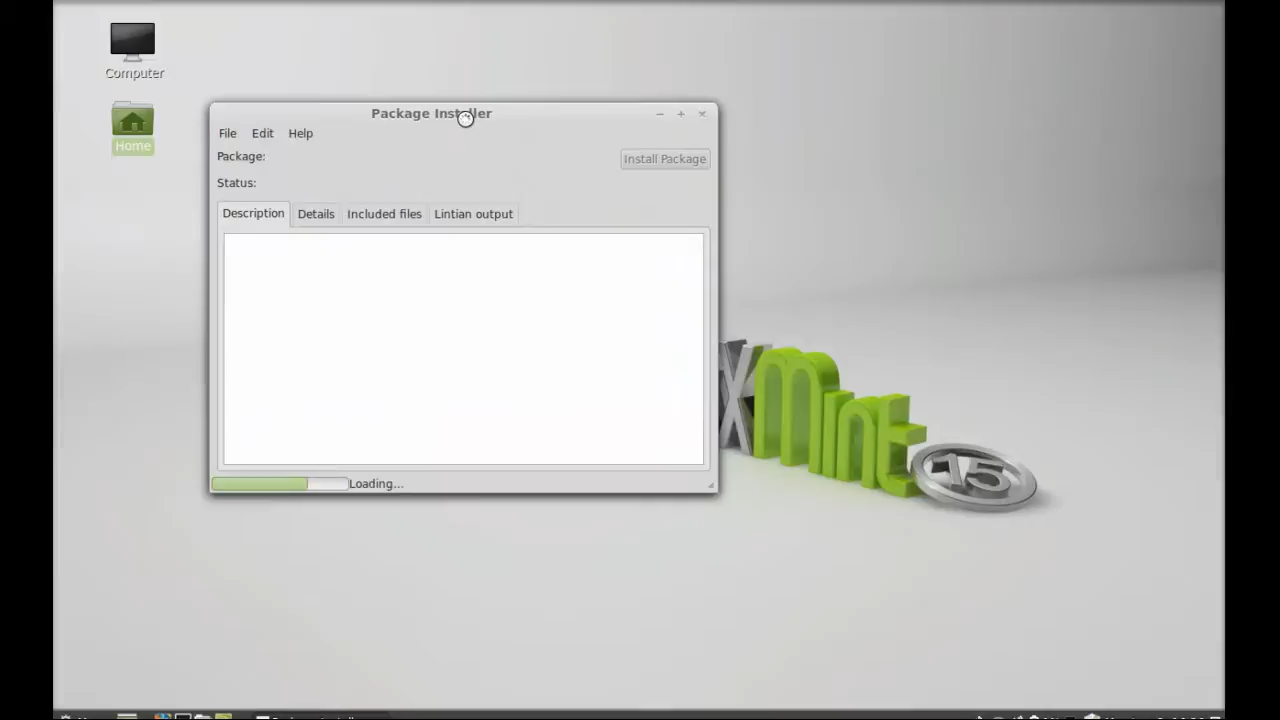 Computer
Home
Package Installer
File Edit Help
Package:
Install Package
Status:
Description Details Included files Lintian output
Loading...
Mint
15